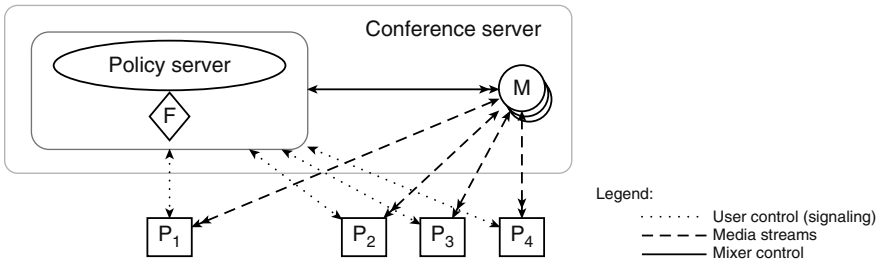 Conference server
Policy server
M
F
P1
P2
P3
P4
Legend:
User control (signaling)
Media streams
Mixer control